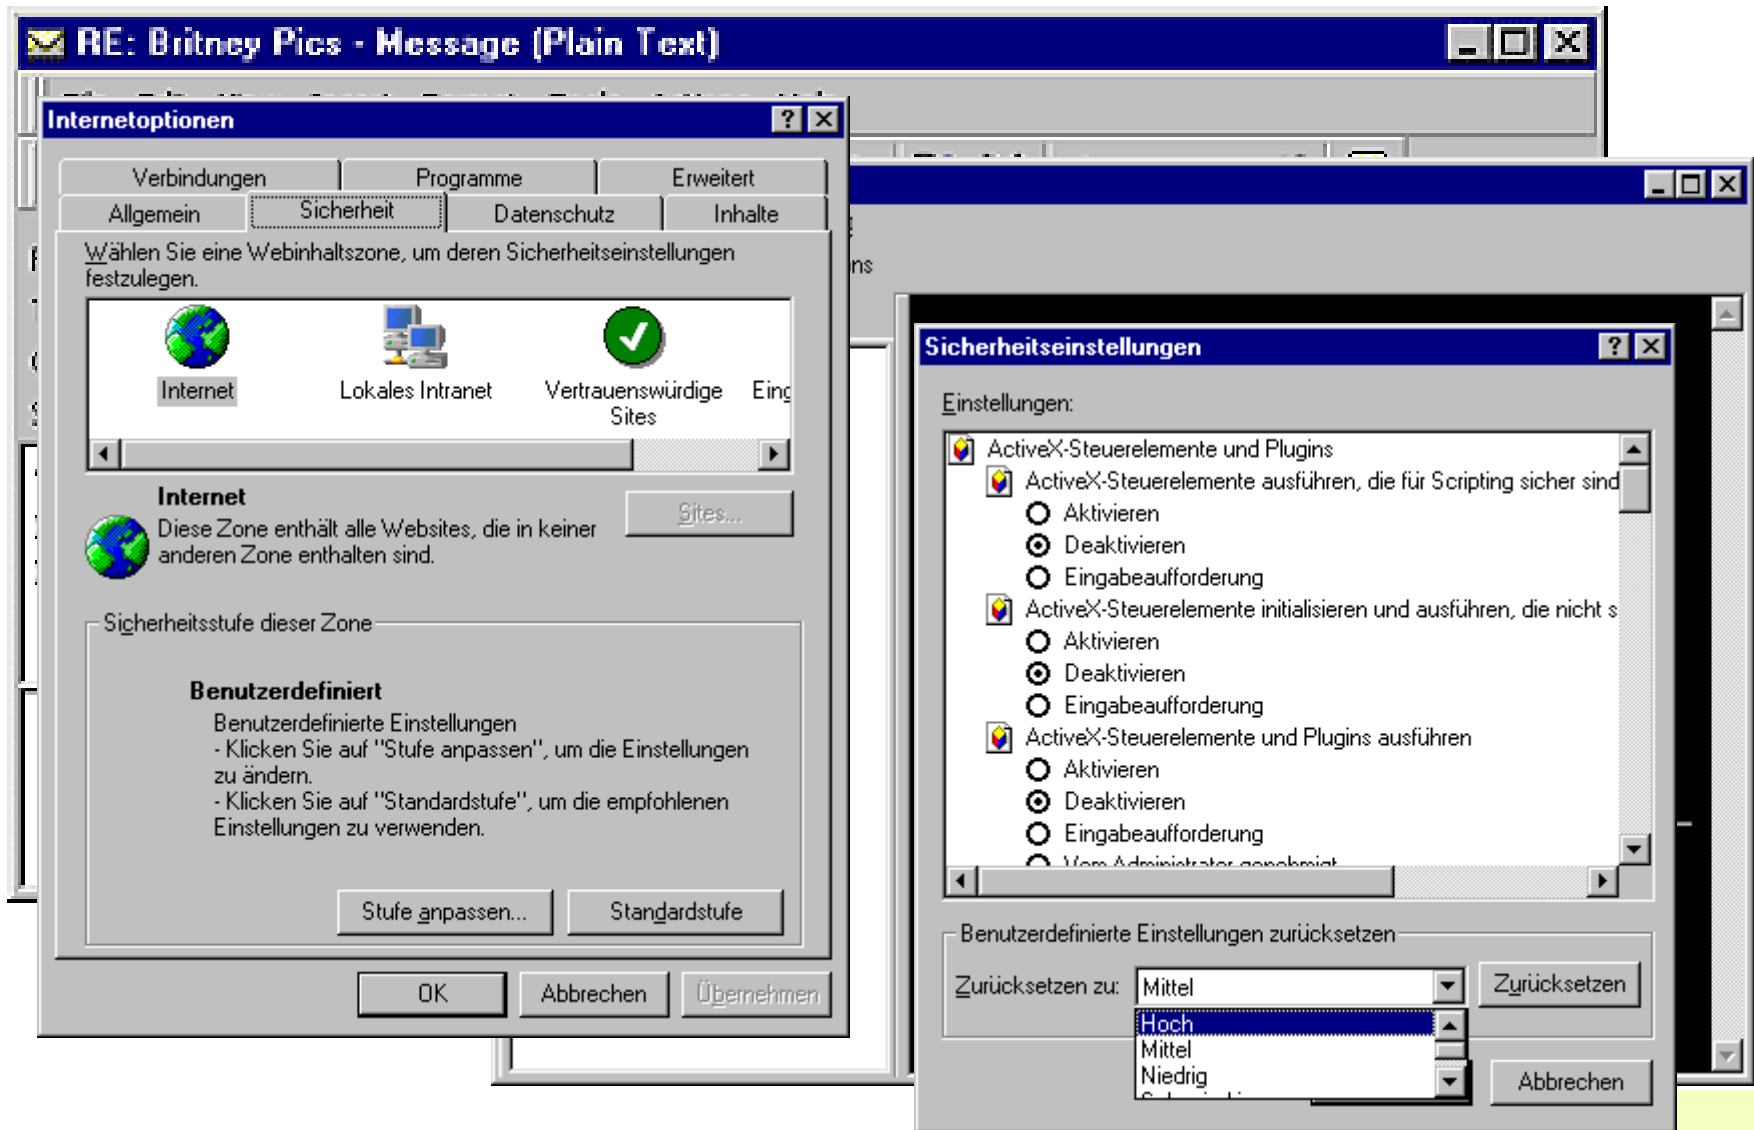 RE: Britney Pics - Message (Plain Text)
Internetoptionen
Verbindungen
Programme
Erweitert
Allgemein
Sicherheit
Datenschutz
Inhalte
Wählen Sie eine Webinhaltszone, um deren Sicherheitseinstellungen
festzulegen.
Internet
Lokales Intranet
Vertrauenswürdige
Sites
Internet
Diese Zone enthält alle Websites, die in keiner
anderen Zone enthalten sind.
Sites...
Sicherheitsstufe dieser Zone
Benutzerdefiniert
Benutzerdefinierte Einstellungen
- Klicken Sie auf "Stufe anpassen", um die Einstellungen
zu ändern.
- Klicken Sie auf "Standardstufe", um die empfohlenen
Einstellungen zu verwenden.
Stufe anpassen...
Standardstufe
OK
Abbrechen
Übernehmen
Sicherheitseinstellungen
Einstellungen:
ActiveX-Steuerelemente und Plugins
ActiveX-Steuerelemente ausführen, die für Scripting sicher sind
Aktivieren
Deaktivieren
Eingabeaufforderung
ActiveX-Steuerelemente initialisieren und ausführen, die nicht s
Aktivieren
Deaktivieren
Eingabeaufforderung
ActiveX-Steuerelemente und Plugins ausführen
Aktivieren
Deaktivieren
Eingabeaufforderung
Vom Administrator genehmigt
Benutzerdefinierte Einstellungen zurücksetzen
Zurücksetzen zu:
Mittel
Zurücksetzen
Hoch
Mittel
Niedrig
Abbrechen